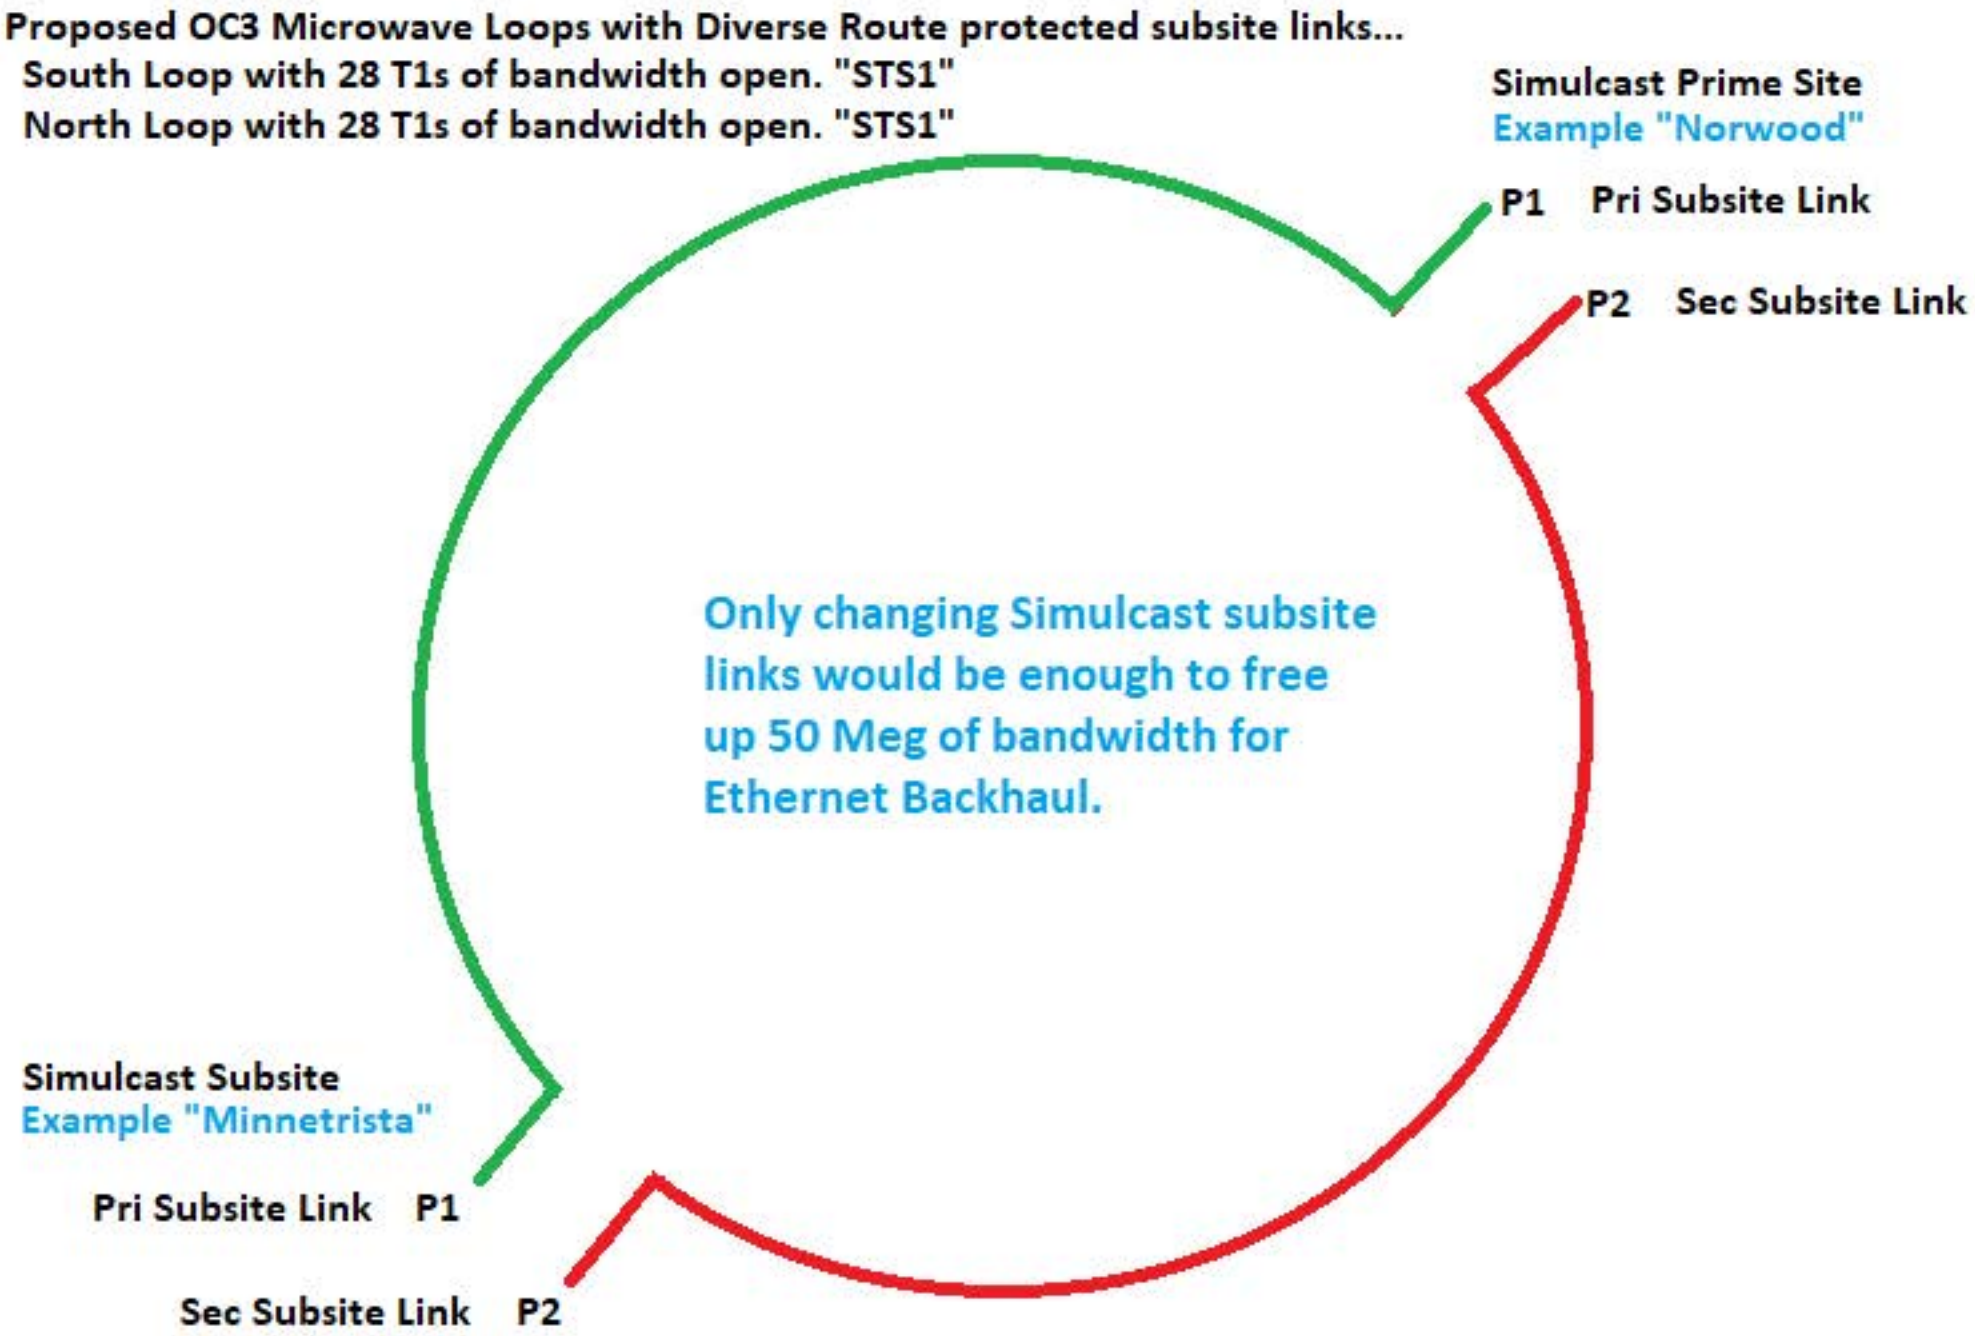 Proposed OC3 Microwave Loops with Diverse Route protected subsite links...
South Loop with 28 T1s of bandwidth open. "STS1"
North Loop with 28 T1s of bandwidth open. "STS1"
Simulcast Prime Site
Example "Norwood"
P1 Pri Subsite Link
P2 Sec Subsite Link
Only changing Simulcast subsite
links would be enough to free
up 50 Meg of bandwidth for
Ethernet Backhaul.
Simulcast Subsite
Example "Minnetrista"
Pri Subsite Link P1
Sec Subsite Link P2